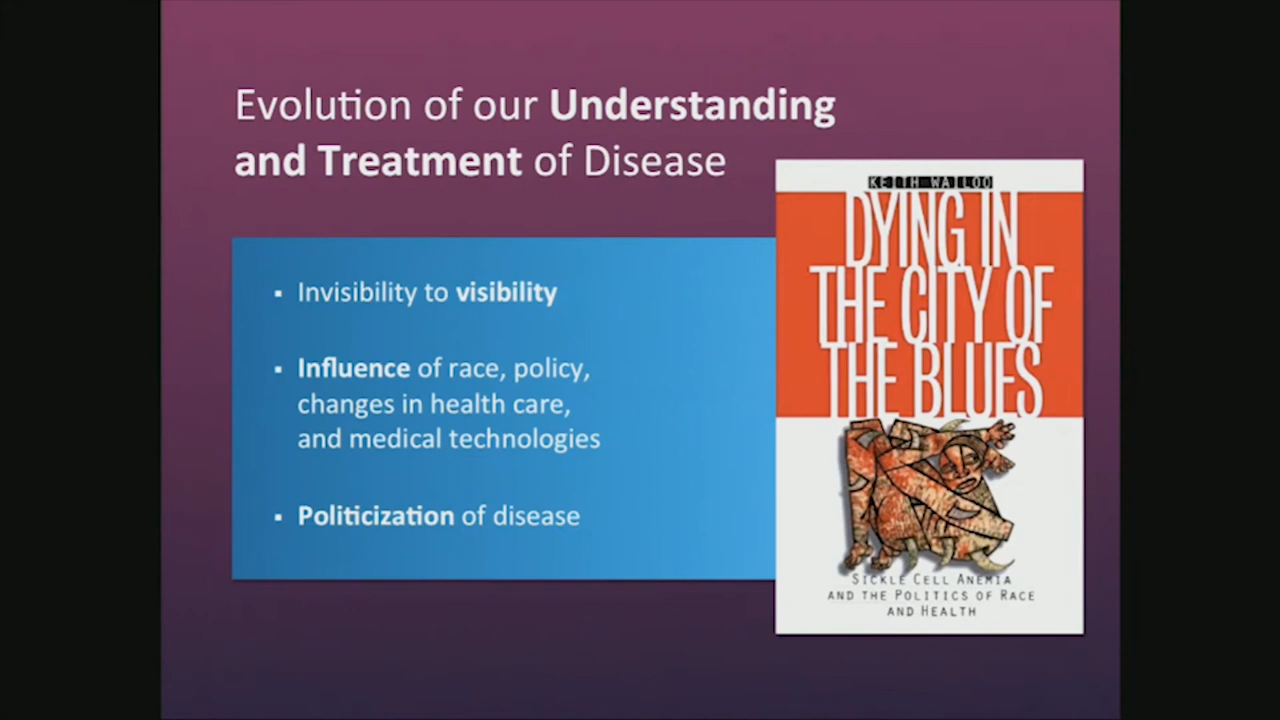 Evolution of our Understanding
and Treatment of Disease
▪ Invisibility to visibility
▪ Influence of race, policy,
changes in health care,
and medical technologies
▪ Politicization of disease
KEITH WAILOO
DYING IN
THE CITY OF
THE BLUES
SICKLE CELL ANEMIA
AND THE POLITICS OF RACE
AND HEALTH